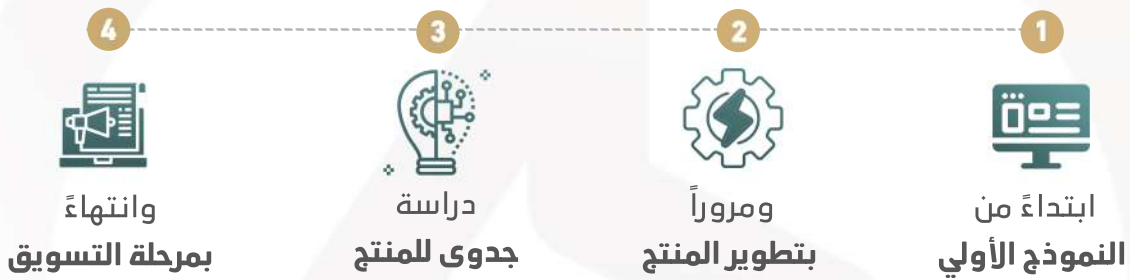 1
ابتداءً من
النموذج الأولي
2
ومروراً
بتطوير المنتج
3
دراسة
جدوى للمنتج
4
وانتهاءً
بمرحلة التسويق